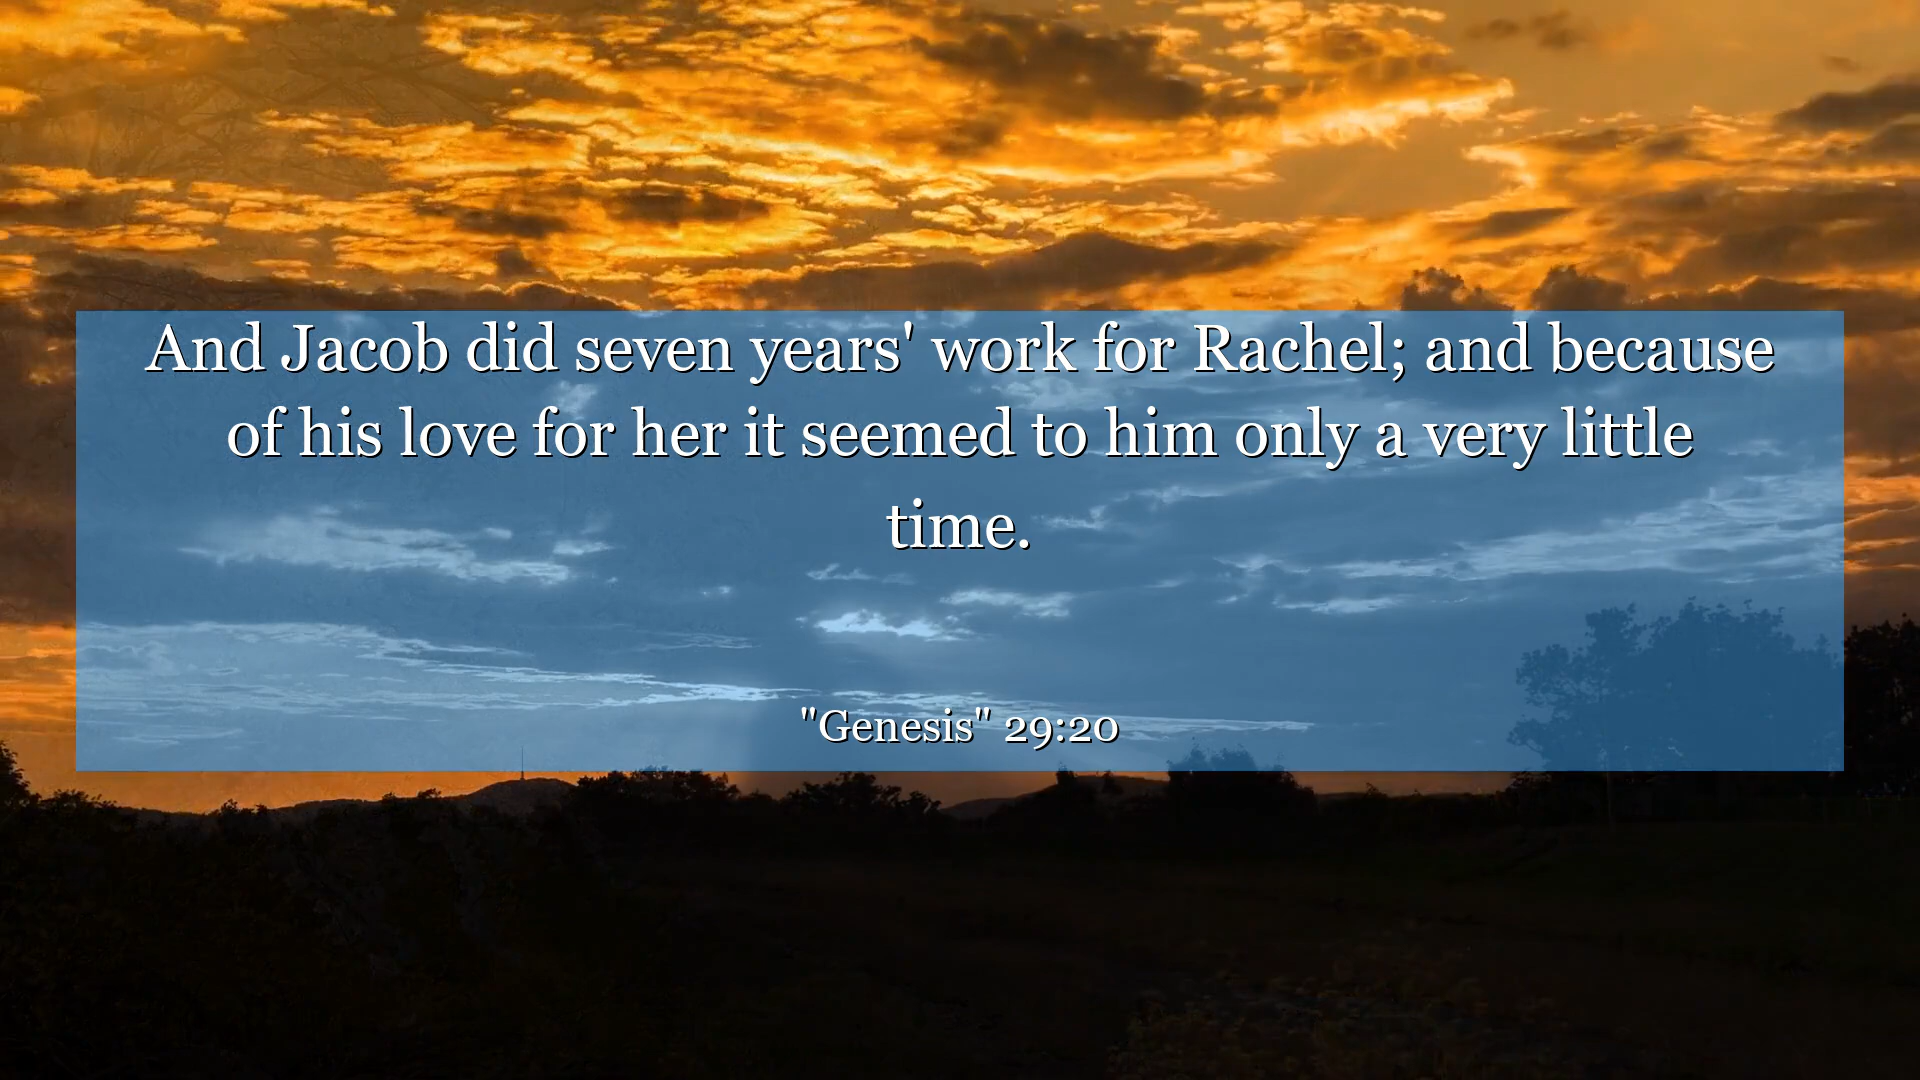 And Jacob did seven years' work for Rachel; and because
of his love for her it seemed to him only a very little
time.
"Genesis" 29:20